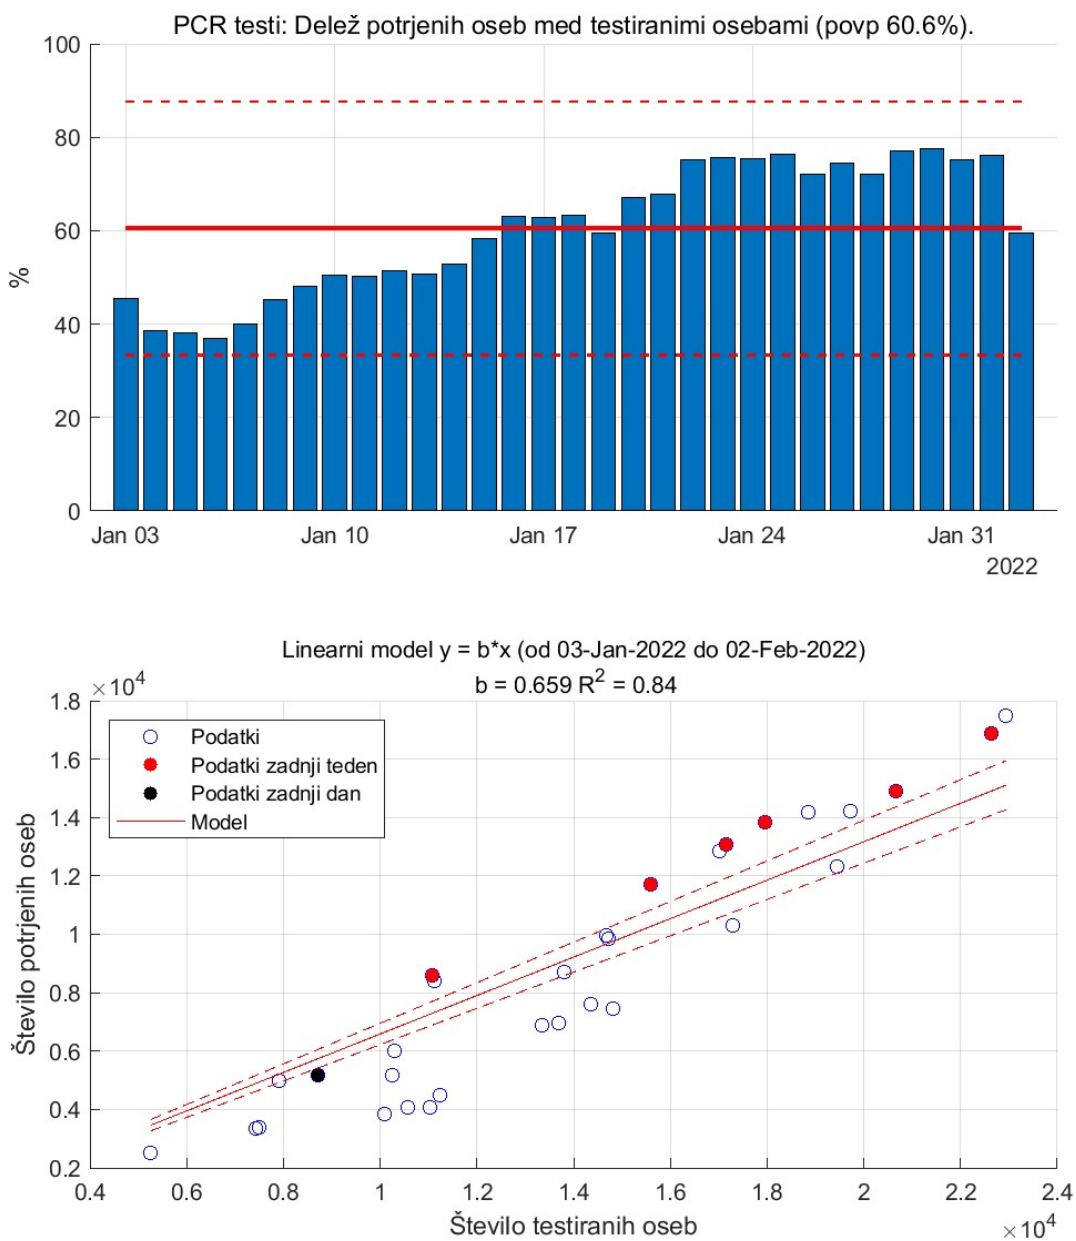 PCR testi: Delež potrjenih oseb med testiranimi osebami (povp 60.6%).
100
80
60
40
20
0
%
Jan 03 Jan 10 Jan 17 Jan 24 Jan 31
2022
Linearni model y = b*x (od 03-Jan-2022 do 02-Feb-2022)
b = 0.659 R² = 0.84
×10⁴
1.8
1.6
1.4
1.2
1
0.8
0.6
0.4
0.2
Število potrjenih oseb
Podatki
Podatki zadnji teden
Podatki zadnji dan
Model
0.4 0.6 0.8 1 1.2 1.4 1.6 1.8 2 2.2 2.4
Število testiranih oseb
×10⁴